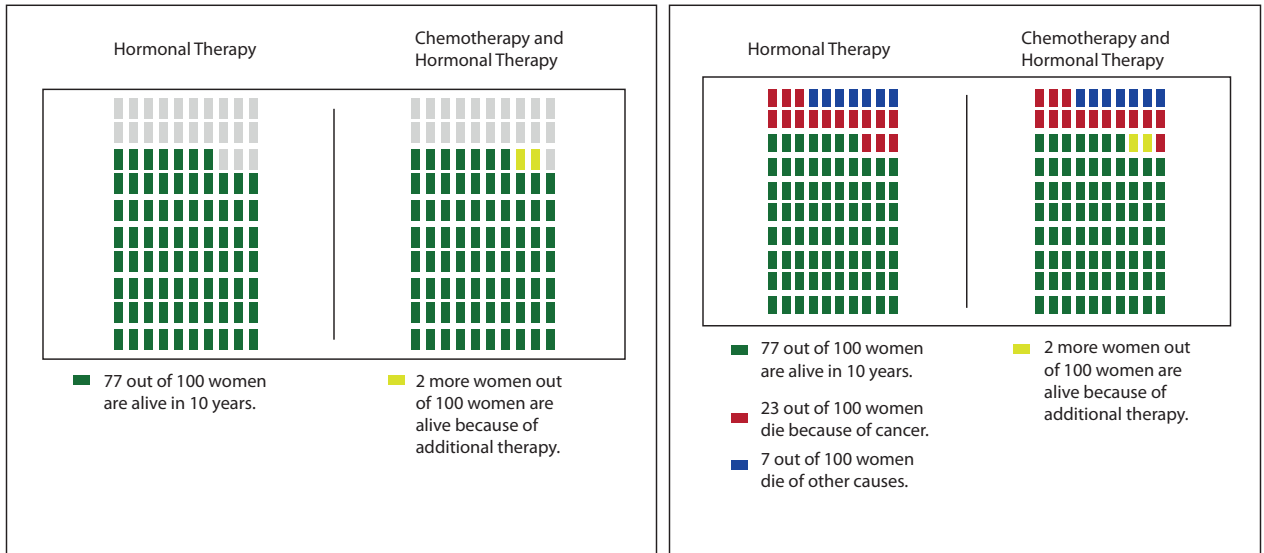 Hormonal Therapy
Chemotherapy and
Hormonal Therapy
77 out of 100 women
are alive in 10 years.
2 more women out
of 100 women are
alive because of
additional therapy.
Hormonal Therapy
Chemotherapy and
Hormonal Therapy
77 out of 100 women
are alive in 10 years.
23 out of 100 women
die because of cancer.
7 out of 100 women
die of other causes.
2 more women out
of 100 women are
alive because of
additional therapy.